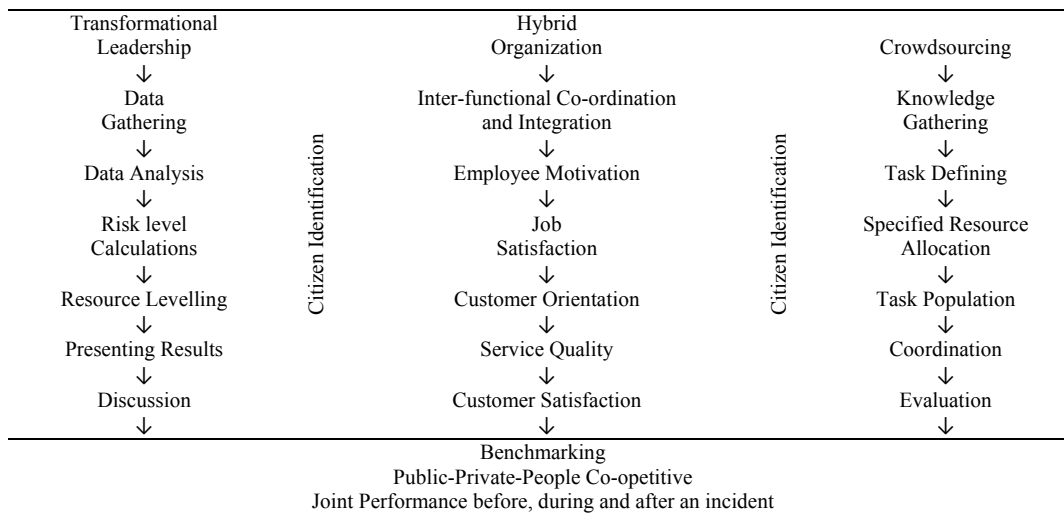 Transformational
Leadership
↓
Data
Gathering
↓
Data Analysis
↓
Risk level
Calculations
↓
Resource Levelling
↓
Presenting Results
↓
Discussion
↓
Citizen Identification
Hybrid
Organization
↓
Inter-functional Co-ordination
and Integration
↓
Employee Motivation
↓
Job
Satisfaction
↓
Customer Orientation
↓
Service Quality
↓
Customer Satisfaction
↓
Citizen Identification
Crowdsourcing
↓
Knowledge
Gathering
↓
Task Defining
↓
Specified Resource
Allocation
↓
Task Population
↓
Coordination
↓
Evaluation
↓
Benchmarking
Public-Private-People Co-opetitive
Joint Performance before, during and after an incident